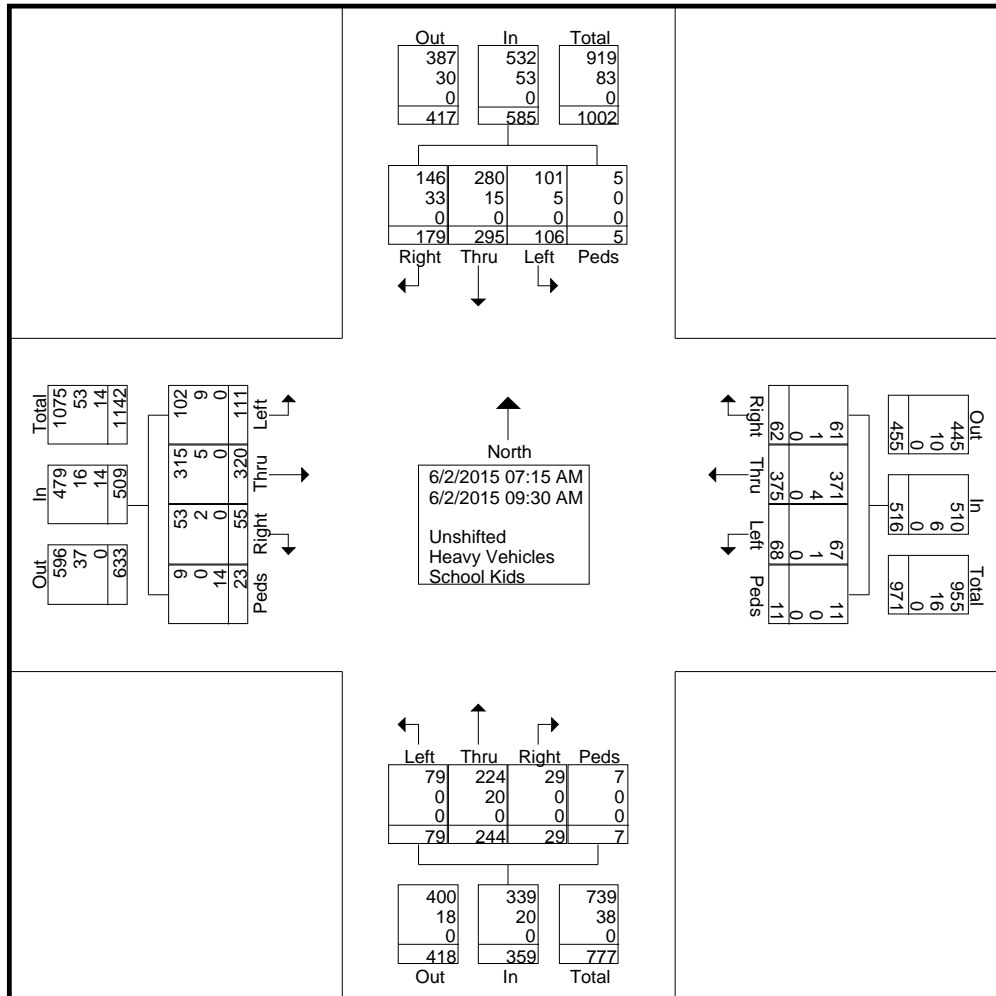 Out In Total
387 532 919
30 53 83
0 0 0
417 585 1002
146 280 101 5
33 15 5 0
0 0 0 0
179 295 106 5
Right Thru Left Peds
Total
1075
53
14
1142
In
479
16
14
509
Out
596
37
0
633
Left
102
9
0
111
Thru
315
5
0
320
Right
53
2
0
55
Peds
9
0
14
23
North
6/2/2015 07:15 AM
6/2/2015 09:30 AM
Unshifted
Heavy Vehicles
School Kids
Right
61
1
0
62
Thru
371
4
0
375
Left
67
1
0
68
Peds
11
0
0
11
Out
445
10
0
455
In
510
6
0
516
Total
955
16
0
971
Left Thru Right Peds
79 224 29 7
0 20 0 0
0 0 0 0
79 244 29 7
400 339 739
18 20 38
0 0 0
418 359 777
Out In Total